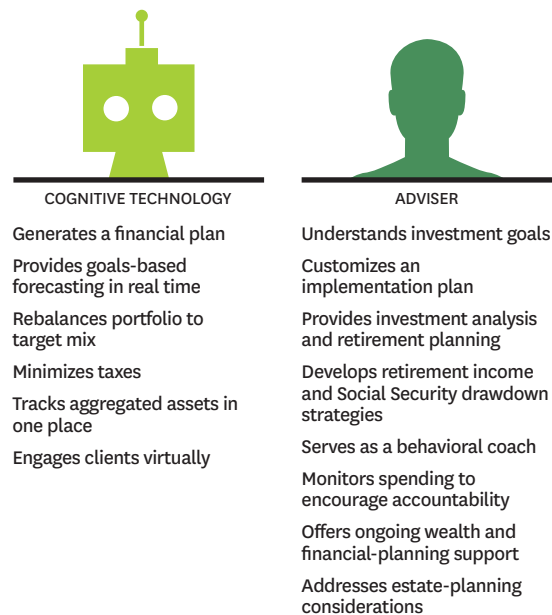 COGNITIVE TECHNOLOGY
Generates a financial plan
Provides goals-based
forecasting in real time
Rebalances portfolio to
target mix
Minimizes taxes
Tracks aggregated assets in
one place
Engages clients virtually
ADVISER
Understands investment goals
Customizes an
implementation plan
Provides investment analysis
and retirement planning
Develops retirement income
and Social Security drawdown
strategies
Serves as a behavioral coach
Monitors spending to
encourage accountability
Offers ongoing wealth and
financial-planning support
Addresses estate-planning
considerations